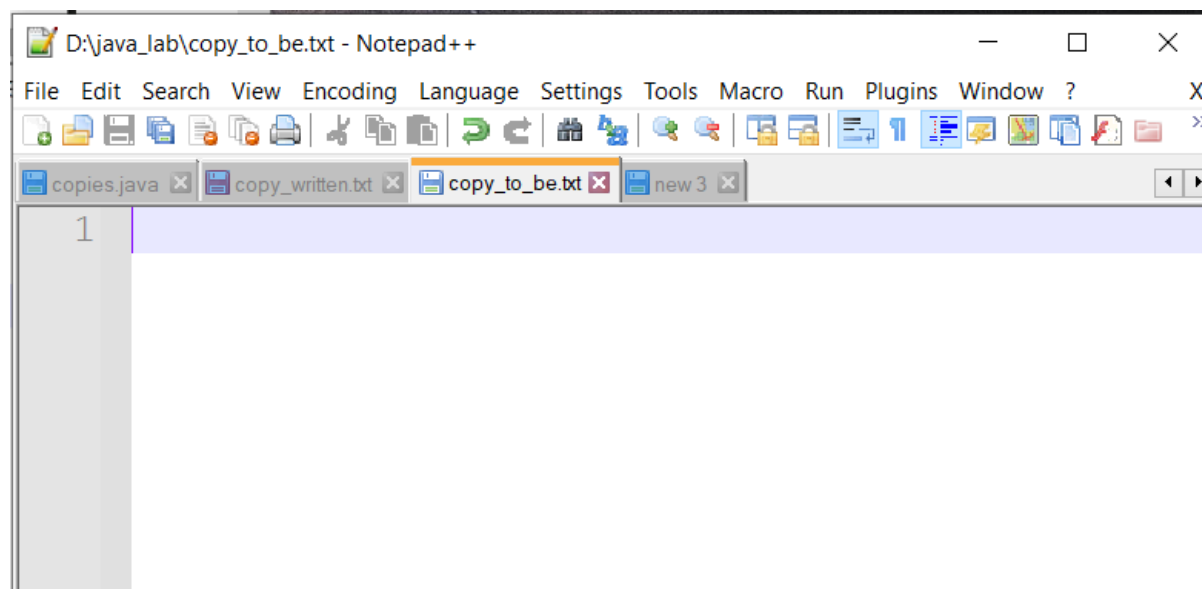 D:\java_lab\copy_to_be.txt - Notepad++
File Edit Search View Encoding Language Settings Tools Macro Run Plugins Window ? X
copies.java copy_written.txt copy_to_be.txt new 3
1